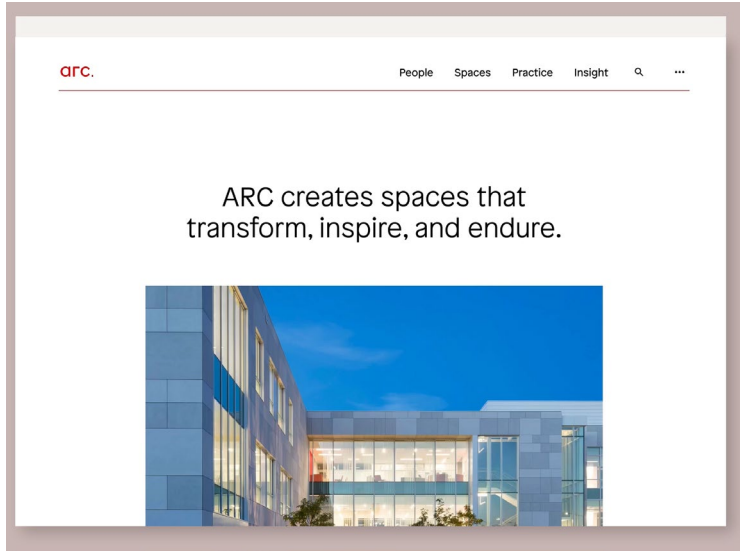 arc.
People Spaces Practice Insight
ARC creates spaces that
transform, inspire, and endure.